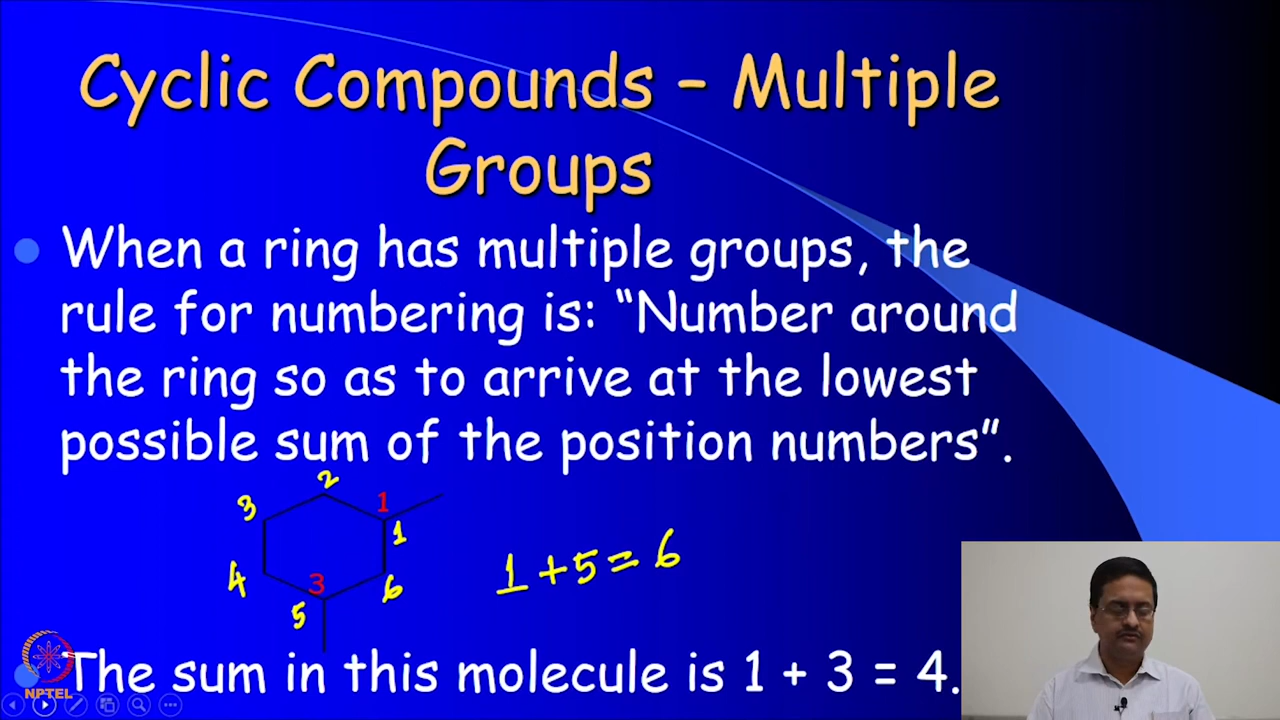 Cyclic Compounds – Multiple
Groups
When a ring has multiple groups, the
rule for numbering is: “Number around
the ring so as to arrive at the lowest
possible sum of the position numbers”.
2
3 1
1
1+5=6
4 3 6
5
The sum in this molecule is 1 + 3 = 4.
NPTEL